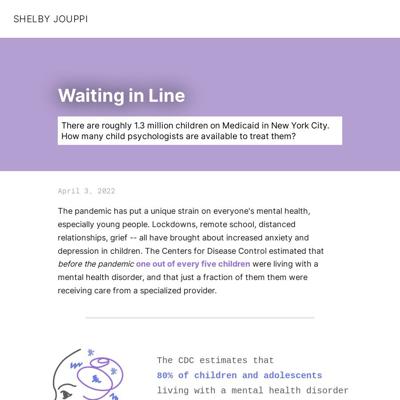 SHELBY JOUPPI
Waiting in Line
There are roughly 1.3 million children on Medicaid in New York City.
How many child psychologists are available to treat them?
April 3, 2022
The pandemic has put a unique strain on everyone's mental health,
especially young people. Lockdowns, remote school, distanced
relationships, grief -- all have brought about increased anxiety and
depression in children. The Centers for Disease Control estimated that
before the pandemic one out of every five children were living with a
mental health disorder, and that just a fraction of them them were
receiving care from a specialized provider.
The CDC estimates that
80% of children and adolescents
living with a mental health disorder